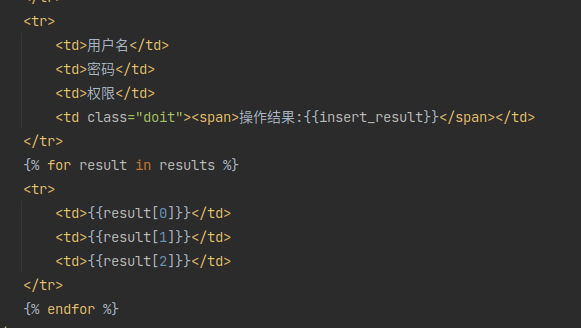 <tr>
<td>用户名</td>
<td>密码</td>
<td>权限</td>
<td class="doit"><span>操作结果:{{insert_result}}</span></td>
</tr>
{% for result in results %}
<tr>
<td>{{result[0]}}</td>
<td>{{result[1]}}</td>
<td>{{result[2]}}</td>
</tr>
{% endfor %}